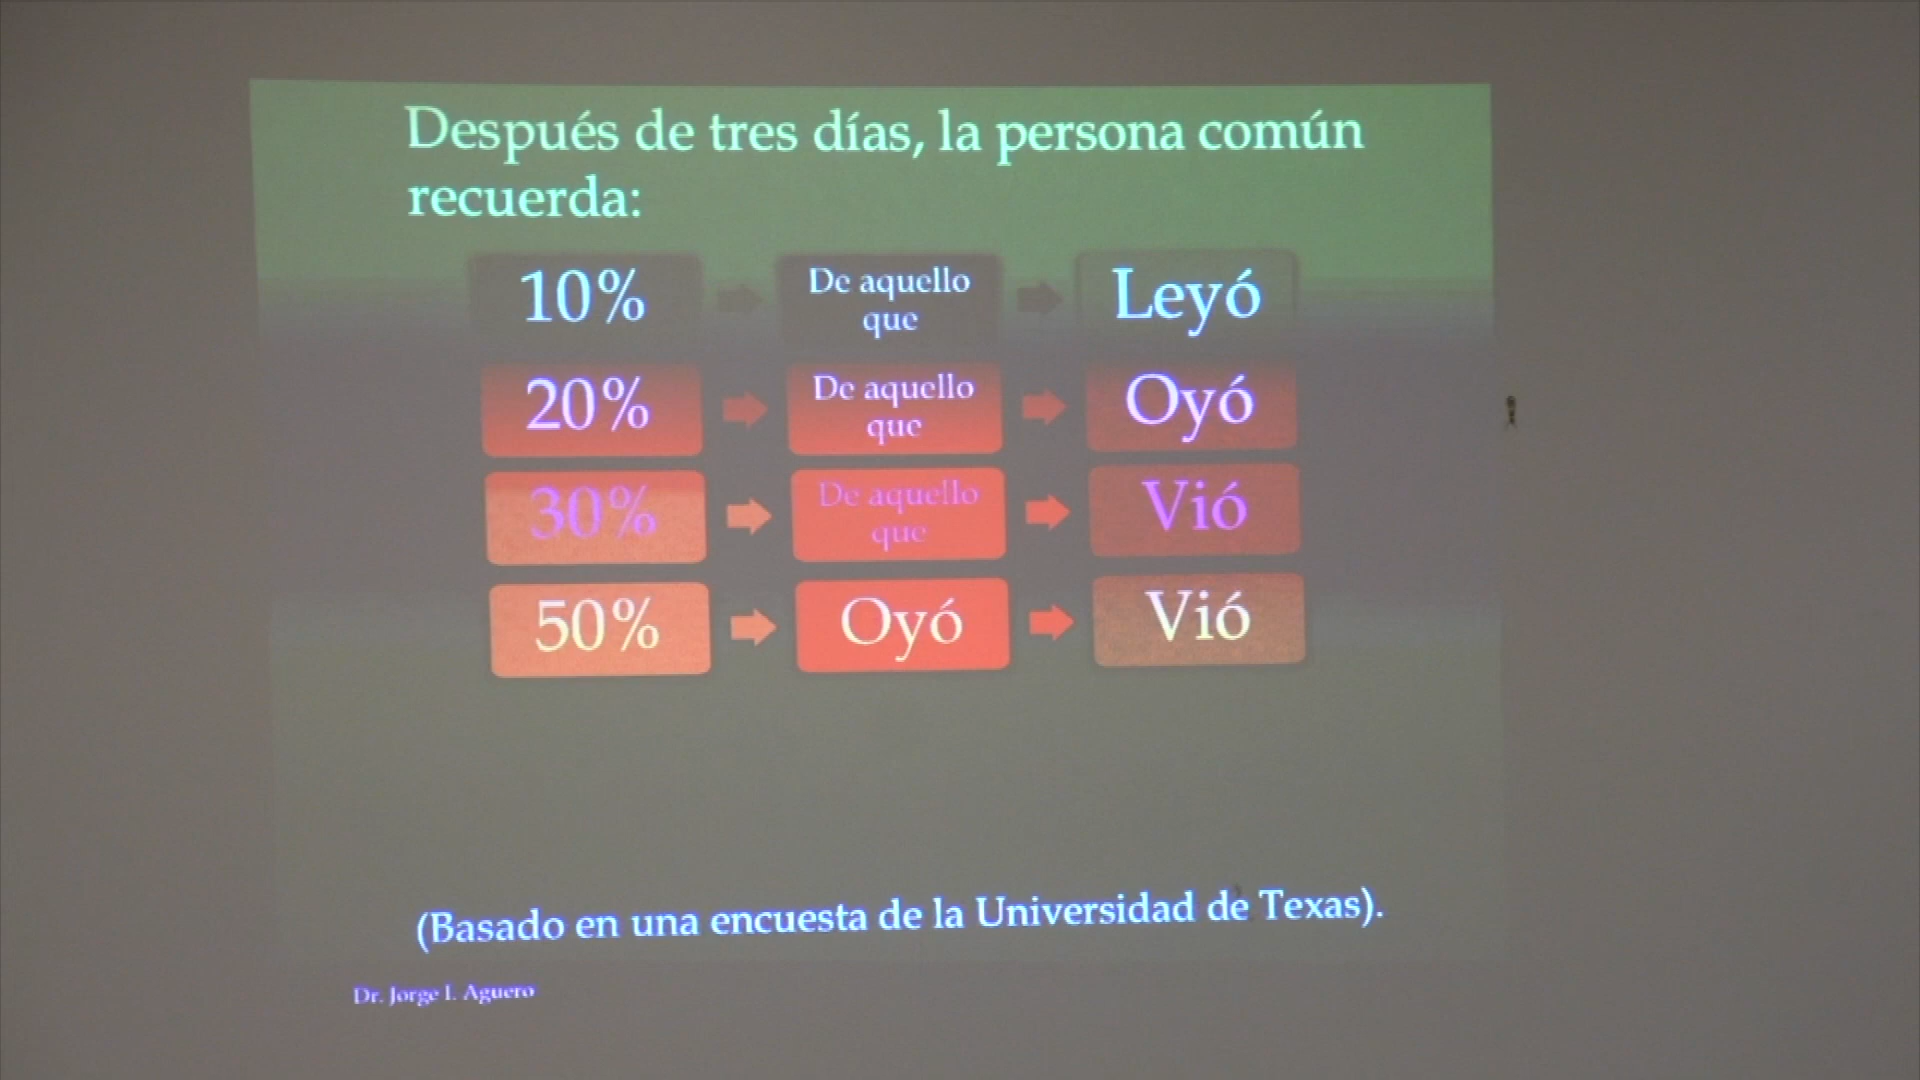 Después de tres días, la persona común
recuerda:
10% De aquello que Leyó
20% De aquello que Oyó
30% De aquello que Vió
50% Oyó Vió
(Basado en una encuesta de la Universidad de Texas).
Dr. Jorge I. Aguero